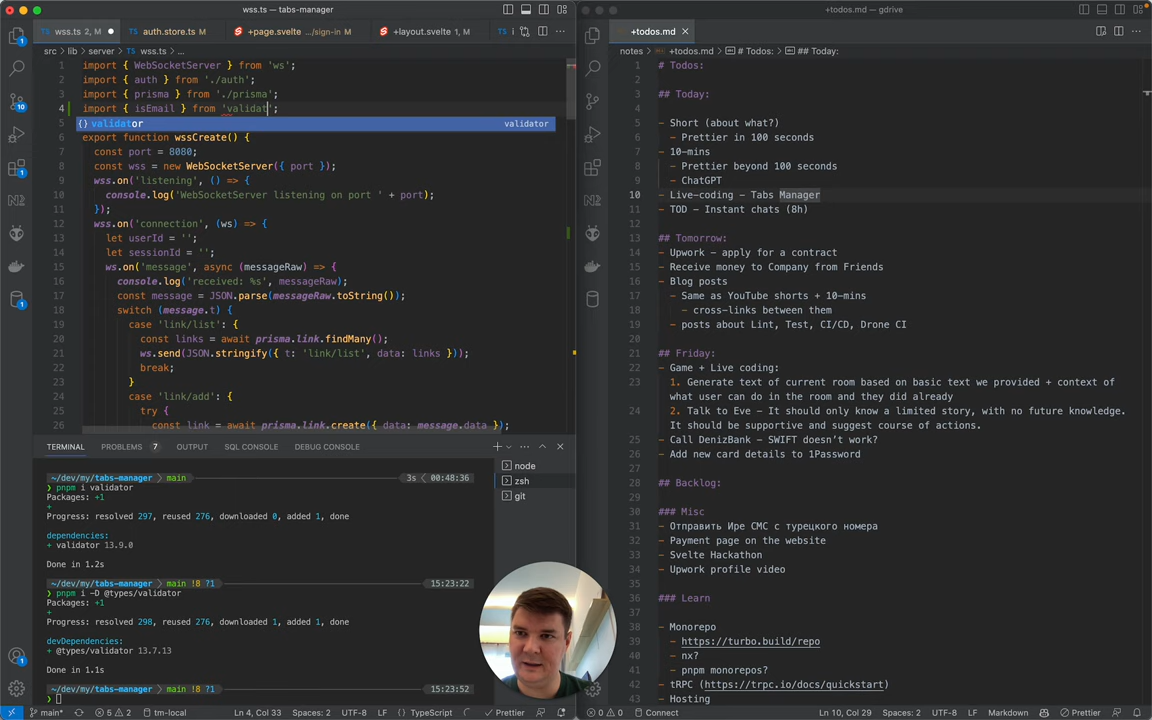 wss.ts — tabs-manager
wss.ts 2, M
auth.store.ts M
+page.svelte .../sign-in M
+layout.svelte 1, M
src > lib > server > wss.ts > ...
1 import { WebSocketServer } from 'ws';
2 import { auth } from './auth';
3 import { prisma } from './prisma';
4 import { isEmail } from 'validat';
5 validator validator
6 export function wssCreate() {
7 const port = 8080;
8 const wss = new WebSocketServer({ port });
9 wss.on('listening', () => {
10 console.log('WebSocketServer listening on port ' + port);
11 });
12 wss.on('connection', (ws) => {
13 let userId = '';
14 let sessionId = '';
15 ws.on('message', async (messageRaw) => {
16 console.log('received: %s', messageRaw);
17 const message = JSON.parse(messageRaw.toString());
18 switch (message.t) {
19 case 'link/list': {
20 const links = await prisma.link.findMany();
21 ws.send(JSON.stringify({ t: 'link/list', data: links }));
22 break;
23 }
24 case 'link/add': {
25 try {
26 const link = await prisma.link.create({ data: message.data });
TERMINAL PROBLEMS 7 OUTPUT SQL CONSOLE DEBUG CONSOLE
~/dev/my/tabs-manager main 3s 00:48:36
❯ pnpm i validator
Packages: +1
+
Progress: resolved 297, reused 276, downloaded 0, added 1, done
dependencies:
+ validator 13.9.0
Done in 1.2s
~/dev/my/tabs-manager main !8 ?1 15:23:22
❯ pnpm i -D @types/validator
Packages: +1
+
Progress: resolved 298, reused 276, downloaded 1, added 1, done
devDependencies:
+ @types/validator 13.7.13
Done in 1.1s
~/dev/my/tabs-manager main !8 ?1 15:23:52
❯
node
zsh
git
main* 5 2 tm-local Ln 4, Col 33 Spaces: 2 UTF-8 LF TypeScript Prettier
+todos.md — gdrive
+todos.md
notes > +todos.md > # Todos: > ## Today:
1 # Todos:
2
3 ## Today:
4
5 - Short (about what?)
6 - Prettier in 100 seconds
7 - 10-mins
8 - Prettier beyond 100 seconds
9 - ChatGPT
10 - Live-coding - Tabs Manager
11 - TOD - Instant chats (8h)
12
13 ## Tomorrow:
14 - Upwork - apply for a contract
15 - Receive money to Company from Friends
16 - Blog posts
17 - Same as YouTube shorts + 10-mins
18 - cross-links between them
19 - posts about Lint, Test, CI/CD, Drone CI
20
21 ## Friday:
22 - Game + Live coding:
23 1. Generate text of current room based on basic text we provided + context of
what user can do in the room and they did already
24 2. Talk to Eve - It should only know a limited story, with no future knowledge.
It should be supportive and suggest course of actions.
25 - Call DenizBank - SWIFT doesn't work?
26 - Add new card details to 1Password
27
28 ## Backlog:
29
30 ### Misc
31 - Отправить Ире СМС с турецкого номера
32 - Payment page on the website
33 - Svelte Hackathon
34 - Upwork profile video
35
36 ### Learn
37
38 - Monorepo
39 - https://turbo.build/repo
40 - nx?
41 - pnpm monorepos?
42 - tRPC (https://trpc.io/docs/quickstart)
43 - Hosting
0 0 Connect Ln 10, Col 29 Spaces: 2 UTF-8 LF Markdown Prettier